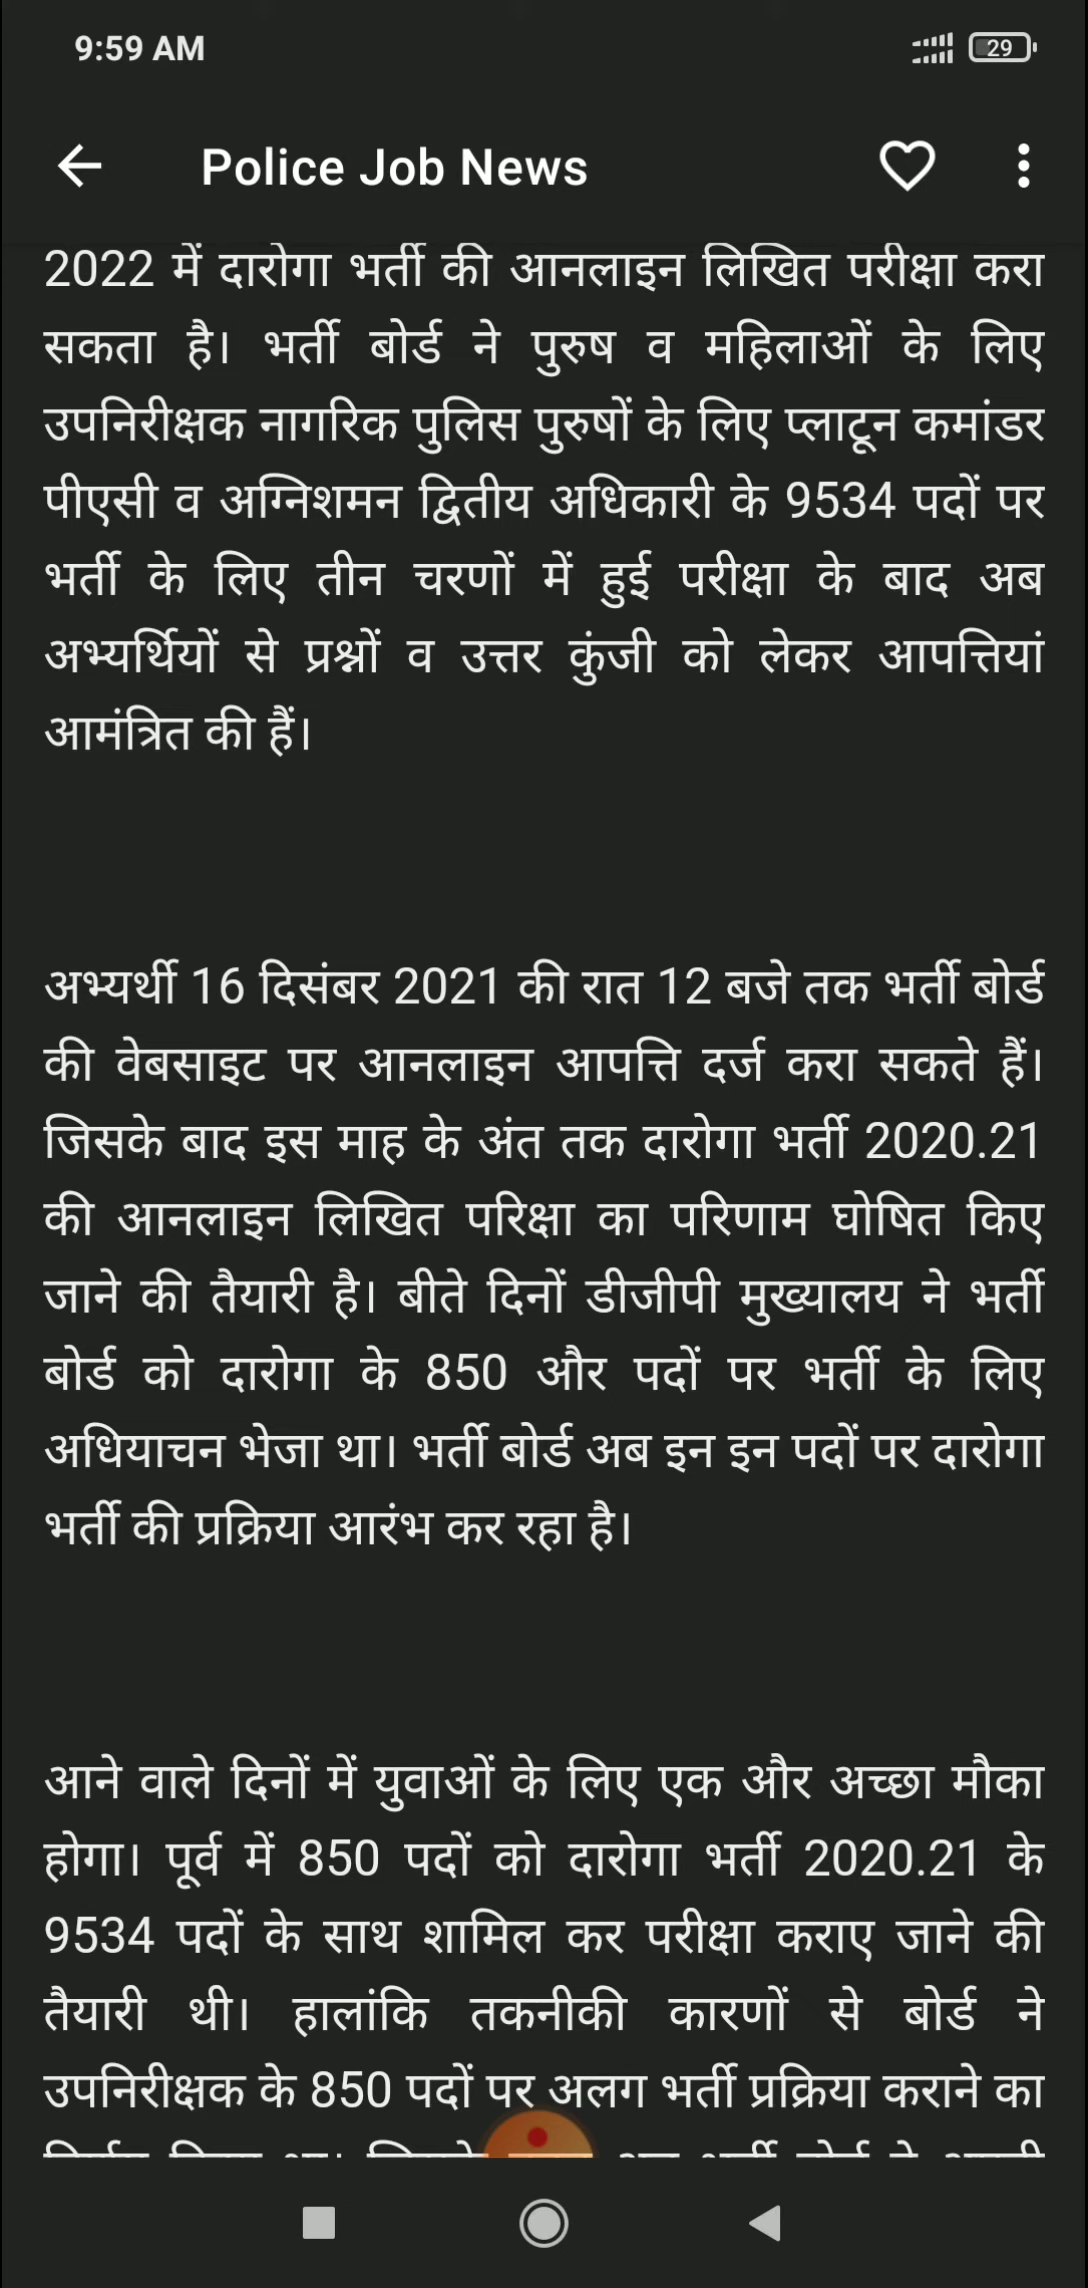 9:59 AM
29
Police Job News
2022 में दारोगा भर्ती की आनलाइन लिखित परीक्षा करा
सकता है। भर्ती बोर्ड ने पुरुष व महिलाओं के लिए
उपनिरीक्षक नागरिक पुलिस पुरुषों के लिए प्लाटून कमांडर
पीएसी व अग्निशमन द्वितीय अधिकारी के 9534 पदों पर
भर्ती के लिए तीन चरणों में हुई परीक्षा के बाद अब
अभ्यर्थियों से प्रश्नों व उत्तर कुंजी को लेकर आपत्तियां
आमंत्रित की हैं।
अभ्यर्थी 16 दिसंबर 2021 की रात 12 बजे तक भर्ती बोर्ड
की वेबसाइट पर आनलाइन आपत्ति दर्ज करा सकते हैं।
जिसके बाद इस माह के अंत तक दारोगा भर्ती 2020.21
की आनलाइन लिखित परिक्षा का परिणाम घोषित किए
जाने की तैयारी है। बीते दिनों डीजीपी मुख्यालय ने भर्ती
बोर्ड को दारोगा के 850 और पदों पर भर्ती के लिए
अधियाचन भेजा था। भर्ती बोर्ड अब इन इन पदों पर दारोगा
भर्ती की प्रक्रिया आरंभ कर रहा है।
आने वाले दिनों में युवाओं के लिए एक और अच्छा मौका
होगा। पूर्व में 850 पदों को दारोगा भर्ती 2020.21 के
9534 पदों के साथ शामिल कर परीक्षा कराए जाने की
तैयारी थी। हालांकि तकनीकी कारणों से बोर्ड ने
उपनिरीक्षक के 850 पदों पर अलग भर्ती प्रक्रिया कराने का